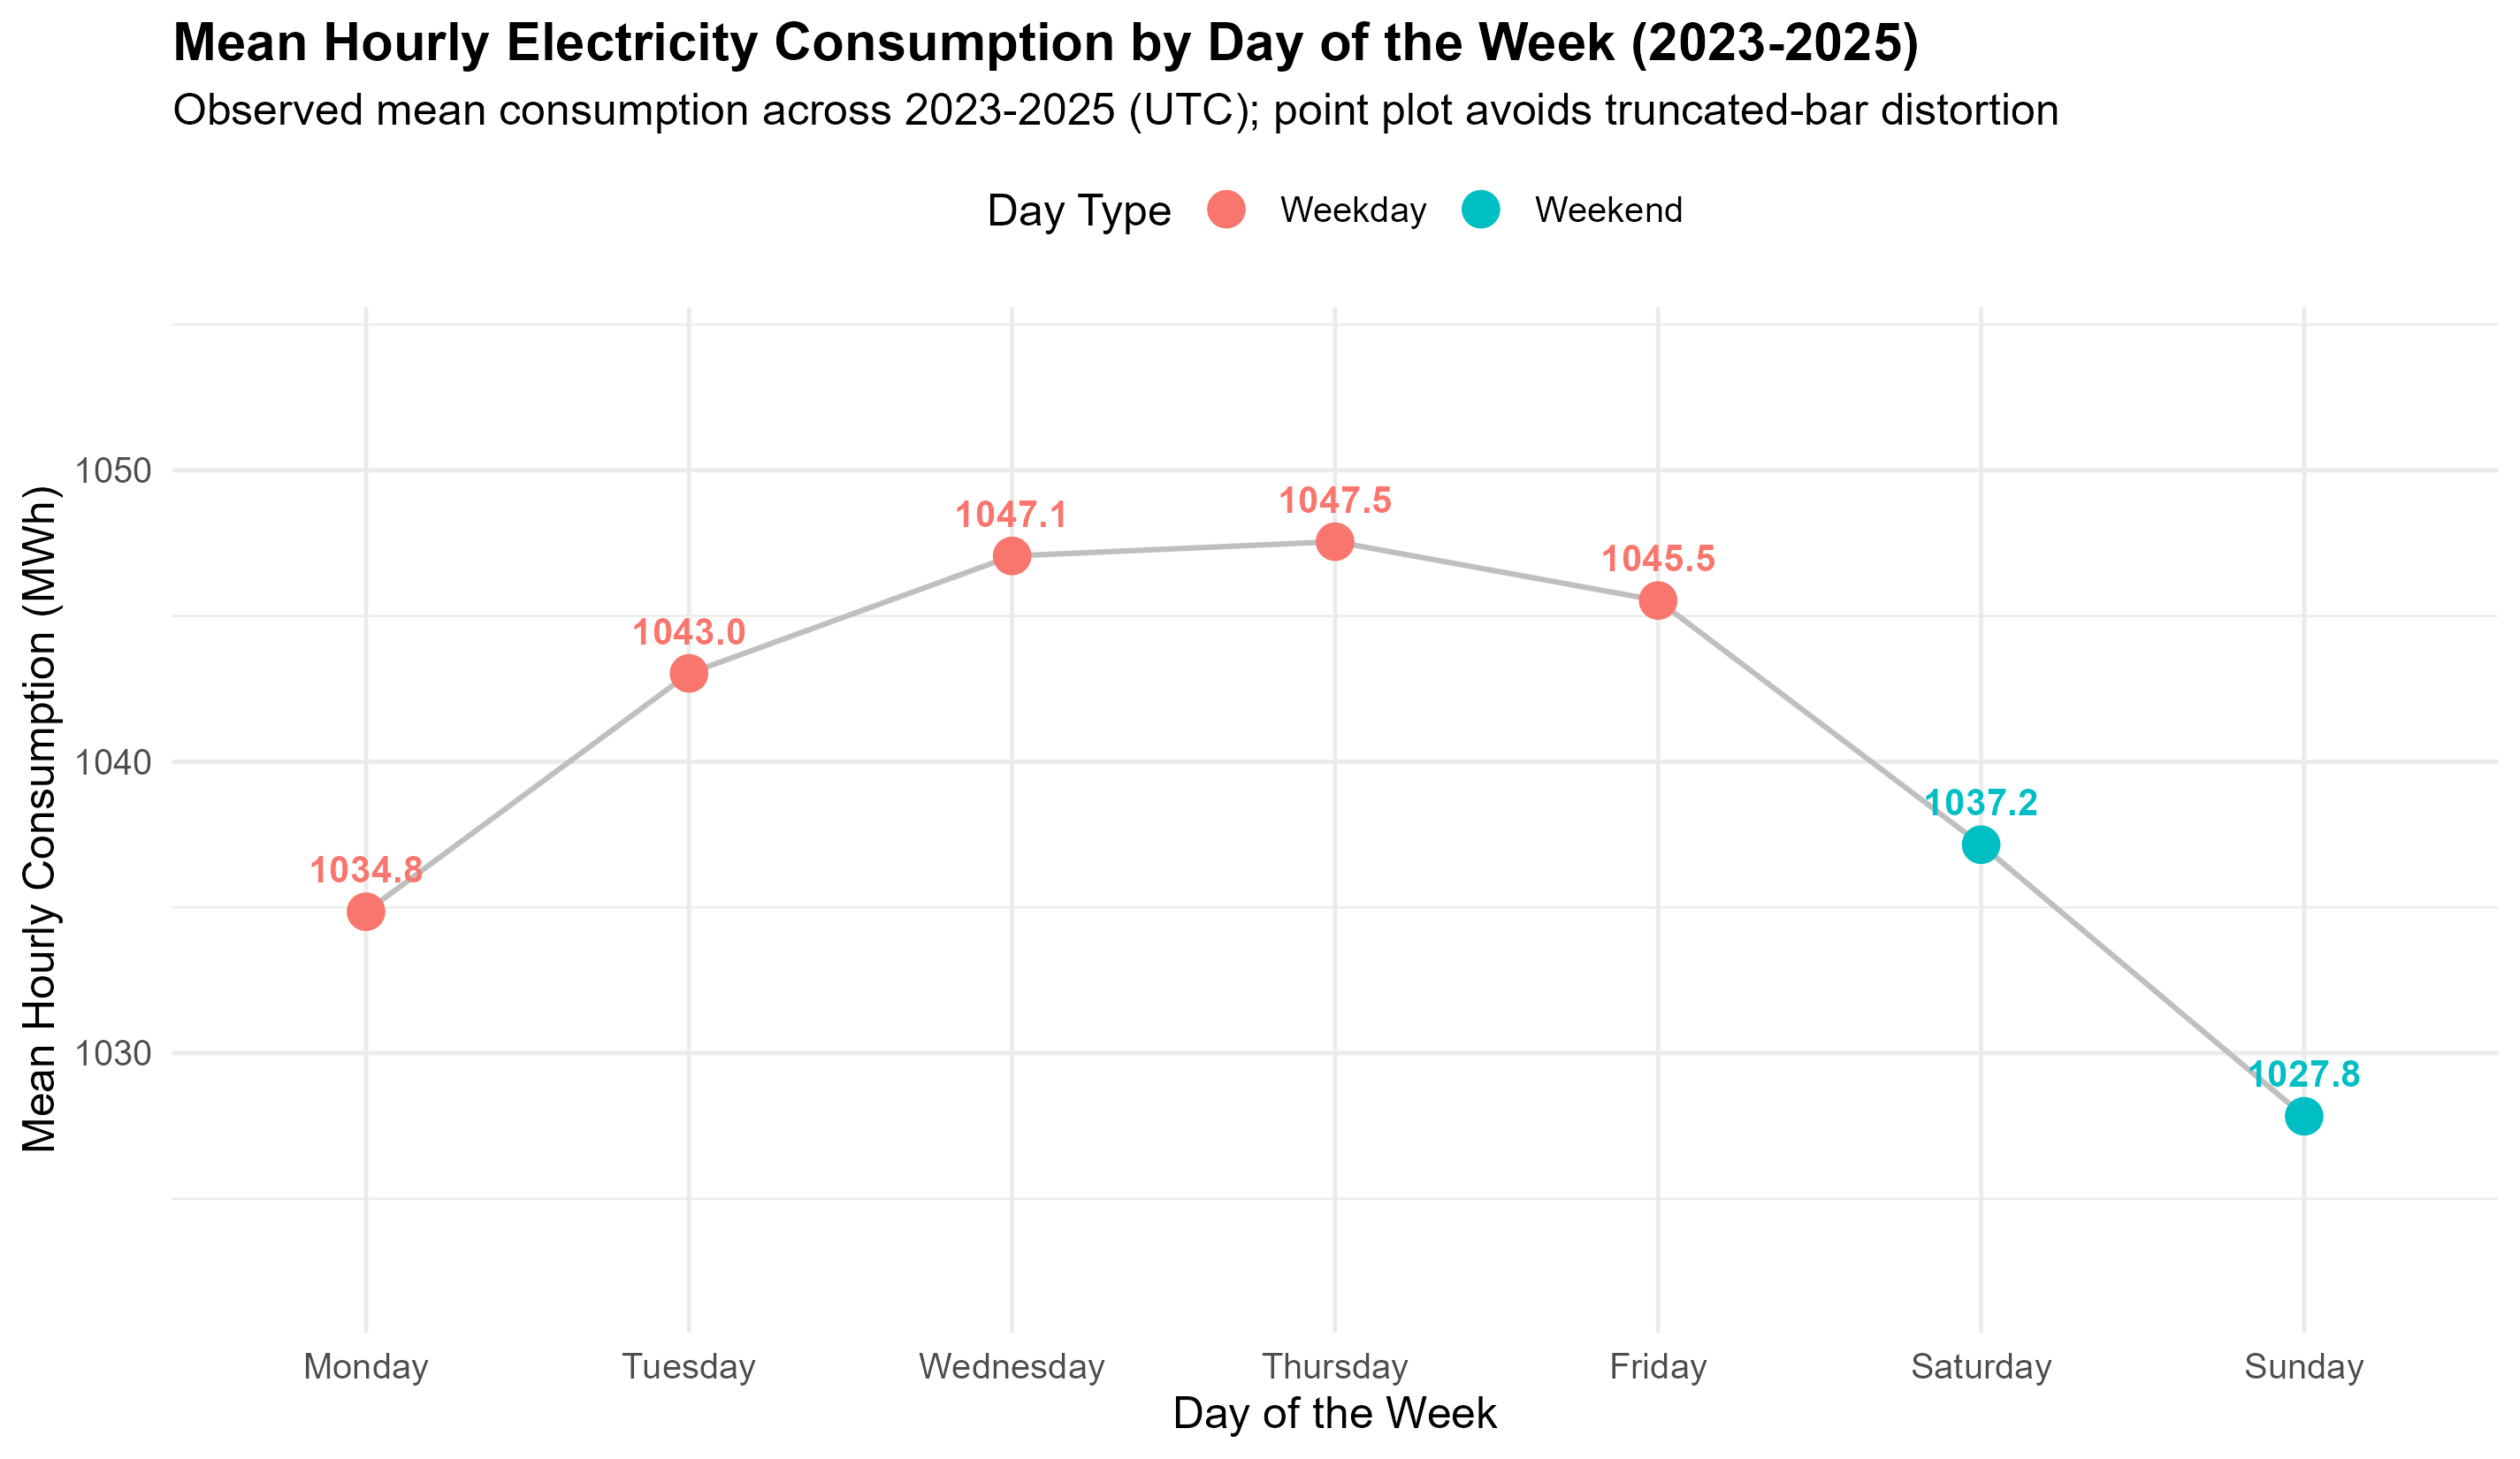 Mean Hourly Electricity Consumption by Day of the Week (2023-2025)
Observed mean consumption across 2023-2025 (UTC); point plot avoids truncated-bar distortion
Day Type Weekday Weekend
Mean Hourly Consumption (MWh)
1050
1040
1030
1034.8
1043.0
1047.1
1047.5
1045.5
1037.2
1027.8
Monday Tuesday Wednesday Thursday Friday Saturday Sunday
Day of the Week